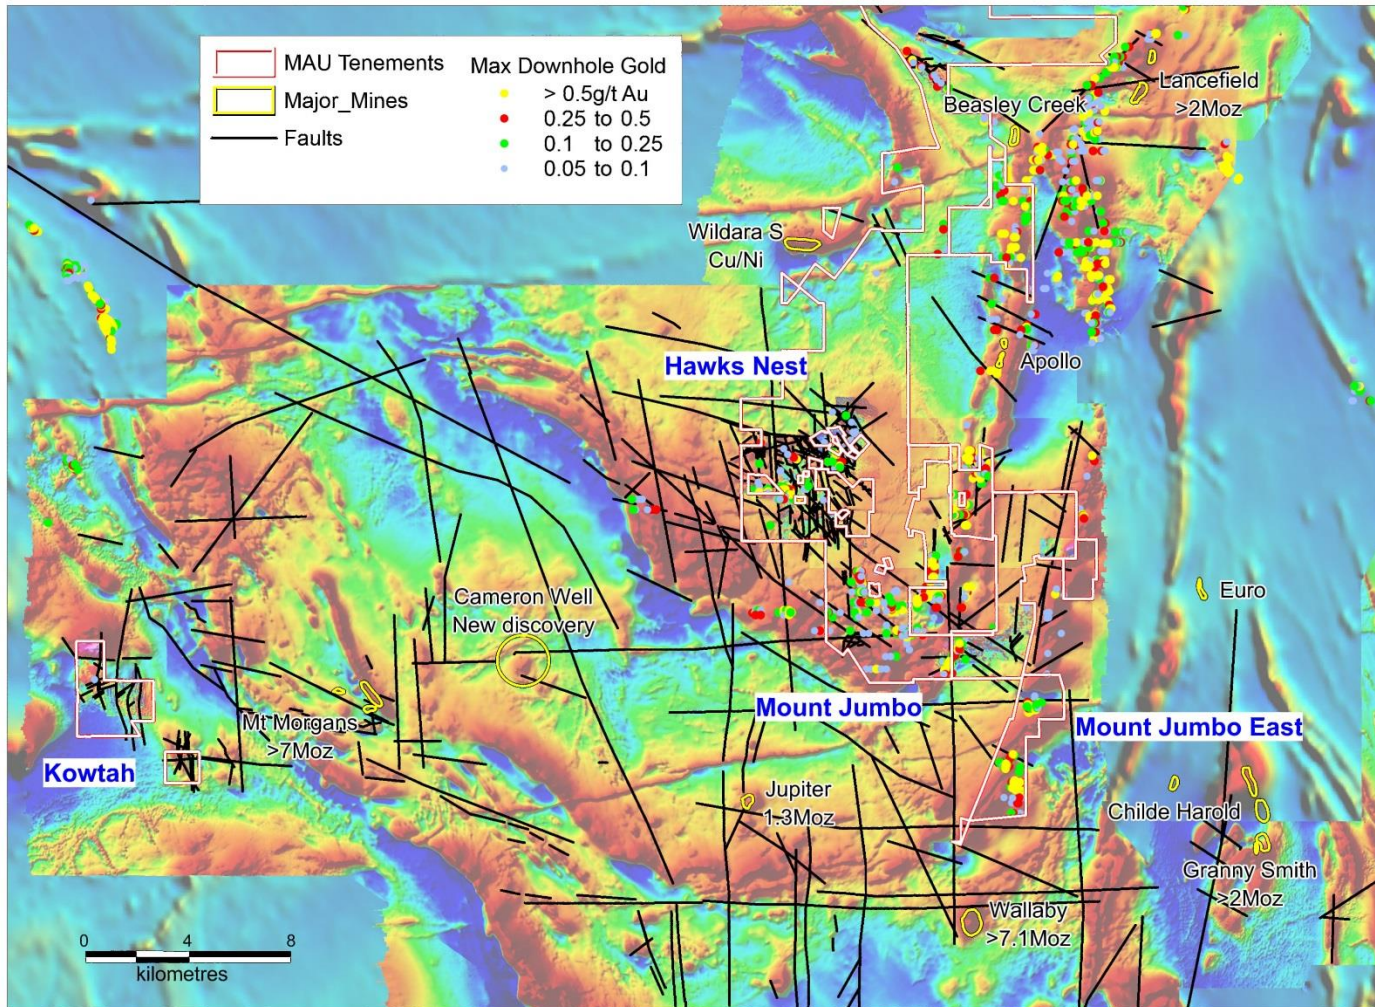 MAU Tenements
Major_Mines
Faults
Max Downhole Gold
> 0.5g/t Au
0.25 to 0.5
0.1 to 0.25
0.05 to 0.1
Lancefield
>2Moz
Beasley Creek
Wildara S
Cu/Ni
Hawks Nest
Apollo
Cameron Well
New discovery
Euro
Mount Jumbo
Mount Jumbo East
Mt Morgans
>7Moz
Kowtah
Jupiter
1.3Moz
Childe Harold
Granny Smith
>2Moz
Wallaby
>7.1Moz
0 4 8
kilometres